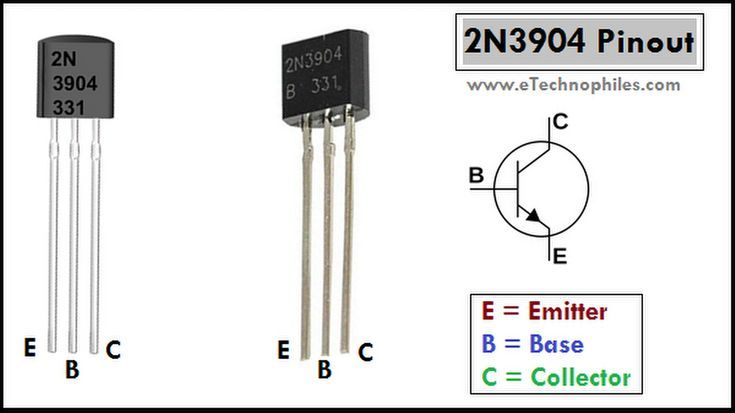 2N
3904
331
E
B
C
2N3904
B 331
E
B
C
2N3904 Pinout
www.eTechnophiles.com
C
B
E
E = Emitter
B = Base
C = Collector